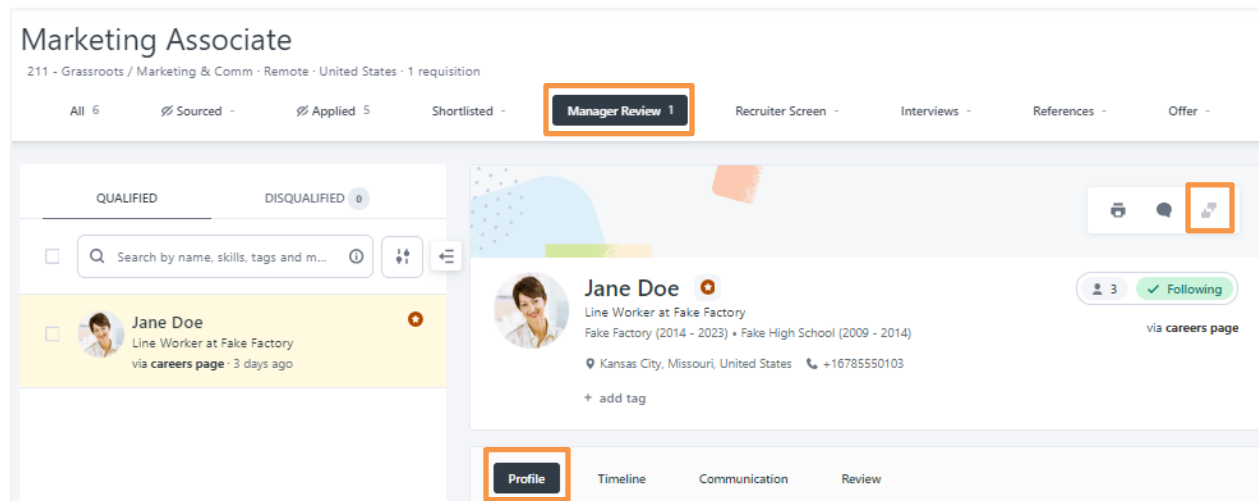 Marketing Associate
211 - Grassroots / Marketing & Comm · Remote · United States · 1 requisition
All 6 Sourced - Applied 5 Shortlisted - Manager Review 1 Recruiter Screen - Interviews - References - Offer -
QUALIFIED DISQUALIFIED 0
Search by name, skills, tags and m...
Jane Doe
Line Worker at Fake Factory
via careers page · 3 days ago
Jane Doe
Line Worker at Fake Factory
Fake Factory (2014 - 2023) • Fake High School (2009 - 2014)
Kansas City, Missouri, United States +16785550103
+ add tag
3 Following
via careers page
Profile Timeline Communication Review